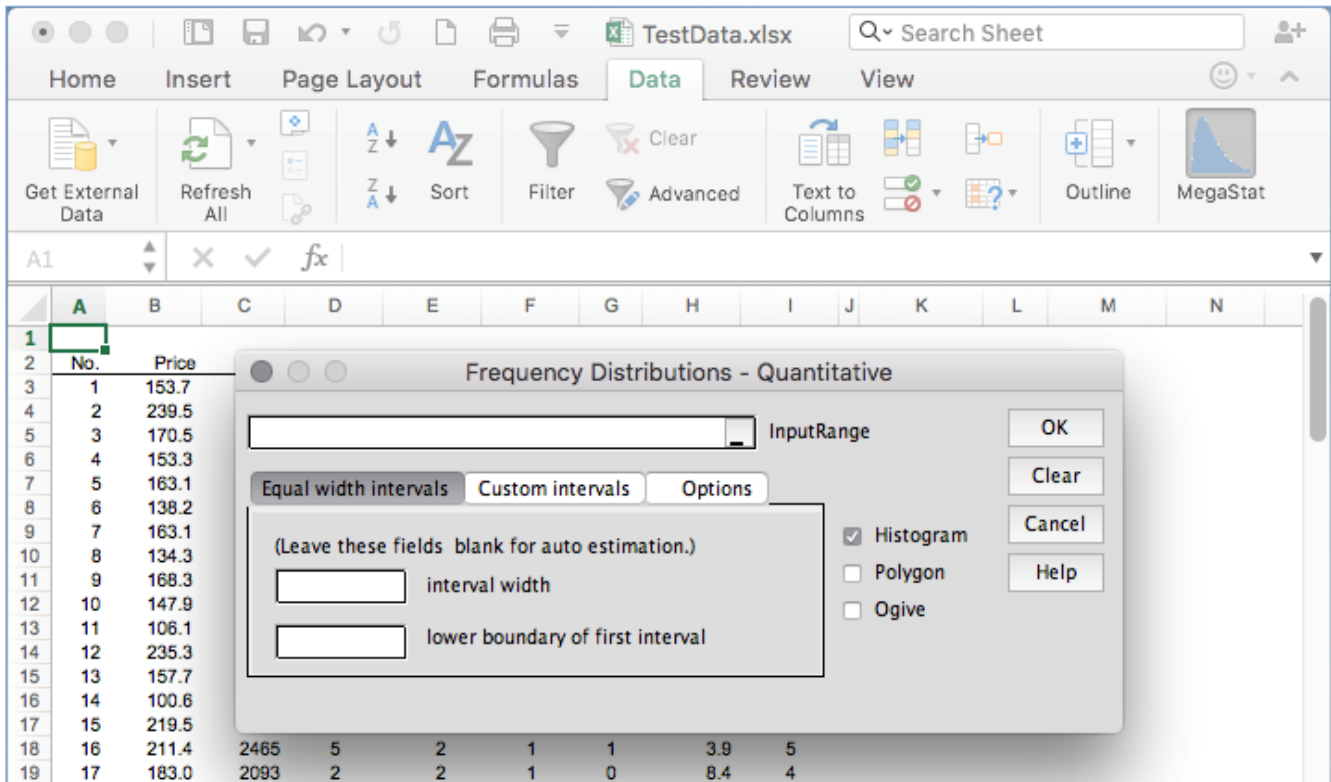 TestData.xlsx Search Sheet
Home Insert Page Layout Formulas Data Review View
A Z Z A AZ Clear
Get External Data Refresh All Sort Filter Advanced Text to Columns Outline MegaStat
A1 fx
A B C D E F G H I J K L M N
1
2 No. Price
Frequency Distributions - Quantitative
3 1 153.7
4 2 239.5
InputRange OK
5 3 170.5
6 4 153.3
Clear
7 5 163.1
Equal width intervals Custom intervals Options
8 6 138.2
Cancel
9 7 163.1
Histogram
10 8 134.3
(Leave these fields blank for auto estimation.)
Polygon Help
11 9 168.3
interval width
12 10 147.9
Ogive
13 11 106.1
lower boundary of first interval
14 12 235.3
15 13 157.7
16 14 100.6
17 15 219.5
18 16 211.4 2465 5 2 1 1 3.9 5
19 17 183.0 2093 2 2 1 0 8.4 4